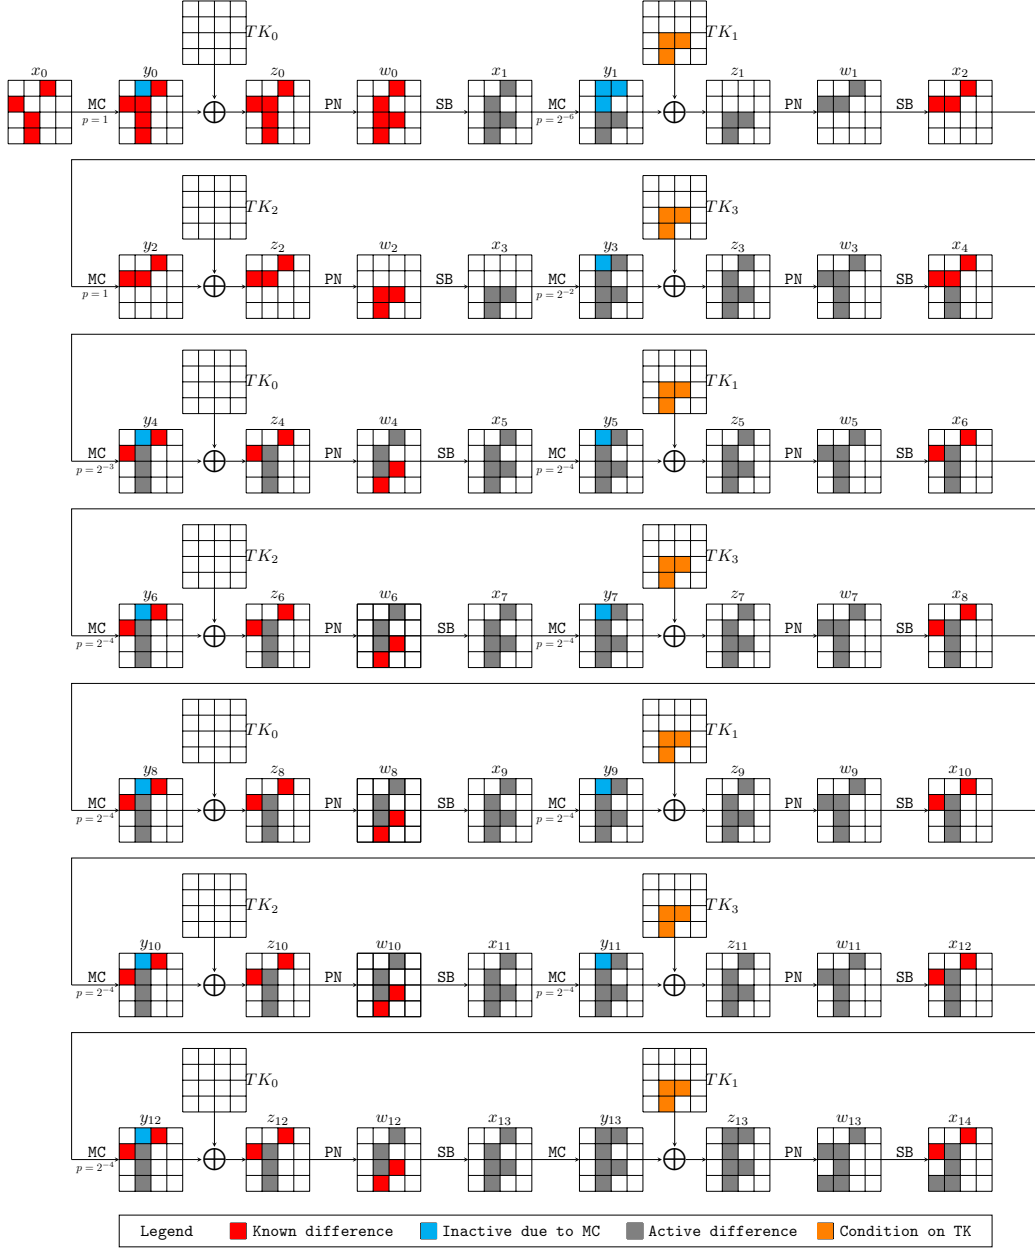 TK₀ TK₁
x₀ y₀ z₀ w₀ x₁ y₁ z₁ w₁ x₂
MC PN SB MC PN SB
p = 1 p = 2⁻⁶
TK₂ TK₃
y₂ z₂ w₂ x₃ y₃ z₃ w₃ x₄
MC PN SB MC PN SB
p = 1 p = 2⁻²
TK₀ TK₁
y₄ z₄ w₄ x₅ y₅ z₅ w₅ x₆
MC PN SB MC PN SB
p = 2⁻³ p = 2⁻⁴
TK₂ TK₃
y₆ z₆ w₆ x₇ y₇ z₇ w₇ x₈
MC PN SB MC PN SB
p = 2⁻⁴ p = 2⁻⁴
TK₀ TK₁
y₈ z₈ w₈ x₉ y₉ z₉ w₉ x₁₀
MC PN SB MC PN SB
p = 2⁻⁴ p = 2⁻⁴
TK₂ TK₃
y₁₀ z₁₀ w₁₀ x₁₁ y₁₁ z₁₁ w₁₁ x₁₂
MC PN SB MC PN SB
p = 2⁻⁴ p = 2⁻⁴
TK₀ TK₁
y₁₂ z₁₂ w₁₂ x₁₃ y₁₃ z₁₃ w₁₃ x₁₄
MC PN SB MC PN SB
p = 2⁻⁴
Legend Known difference Inactive due to MC Active difference Condition on TK